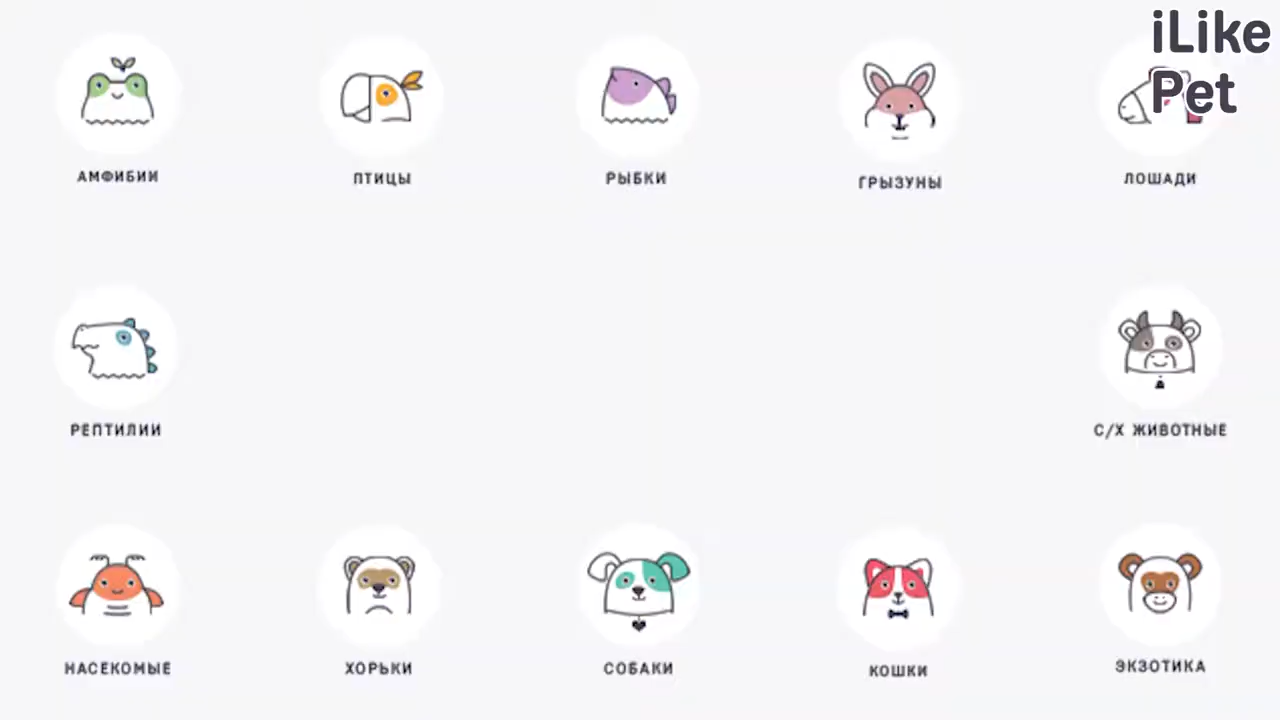 iLike
Pet
АМФИБИИ
ПТИЦЫ
РЫБКИ
ГРЫЗУНЫ
ЛОШАДИ
РЕПТИЛИИ
С/Х ЖИВОТНЫЕ
НАСЕКОМЫЕ
ХОРЬКИ
СОБАКИ
КОШКИ
ЭКЗОТИКА